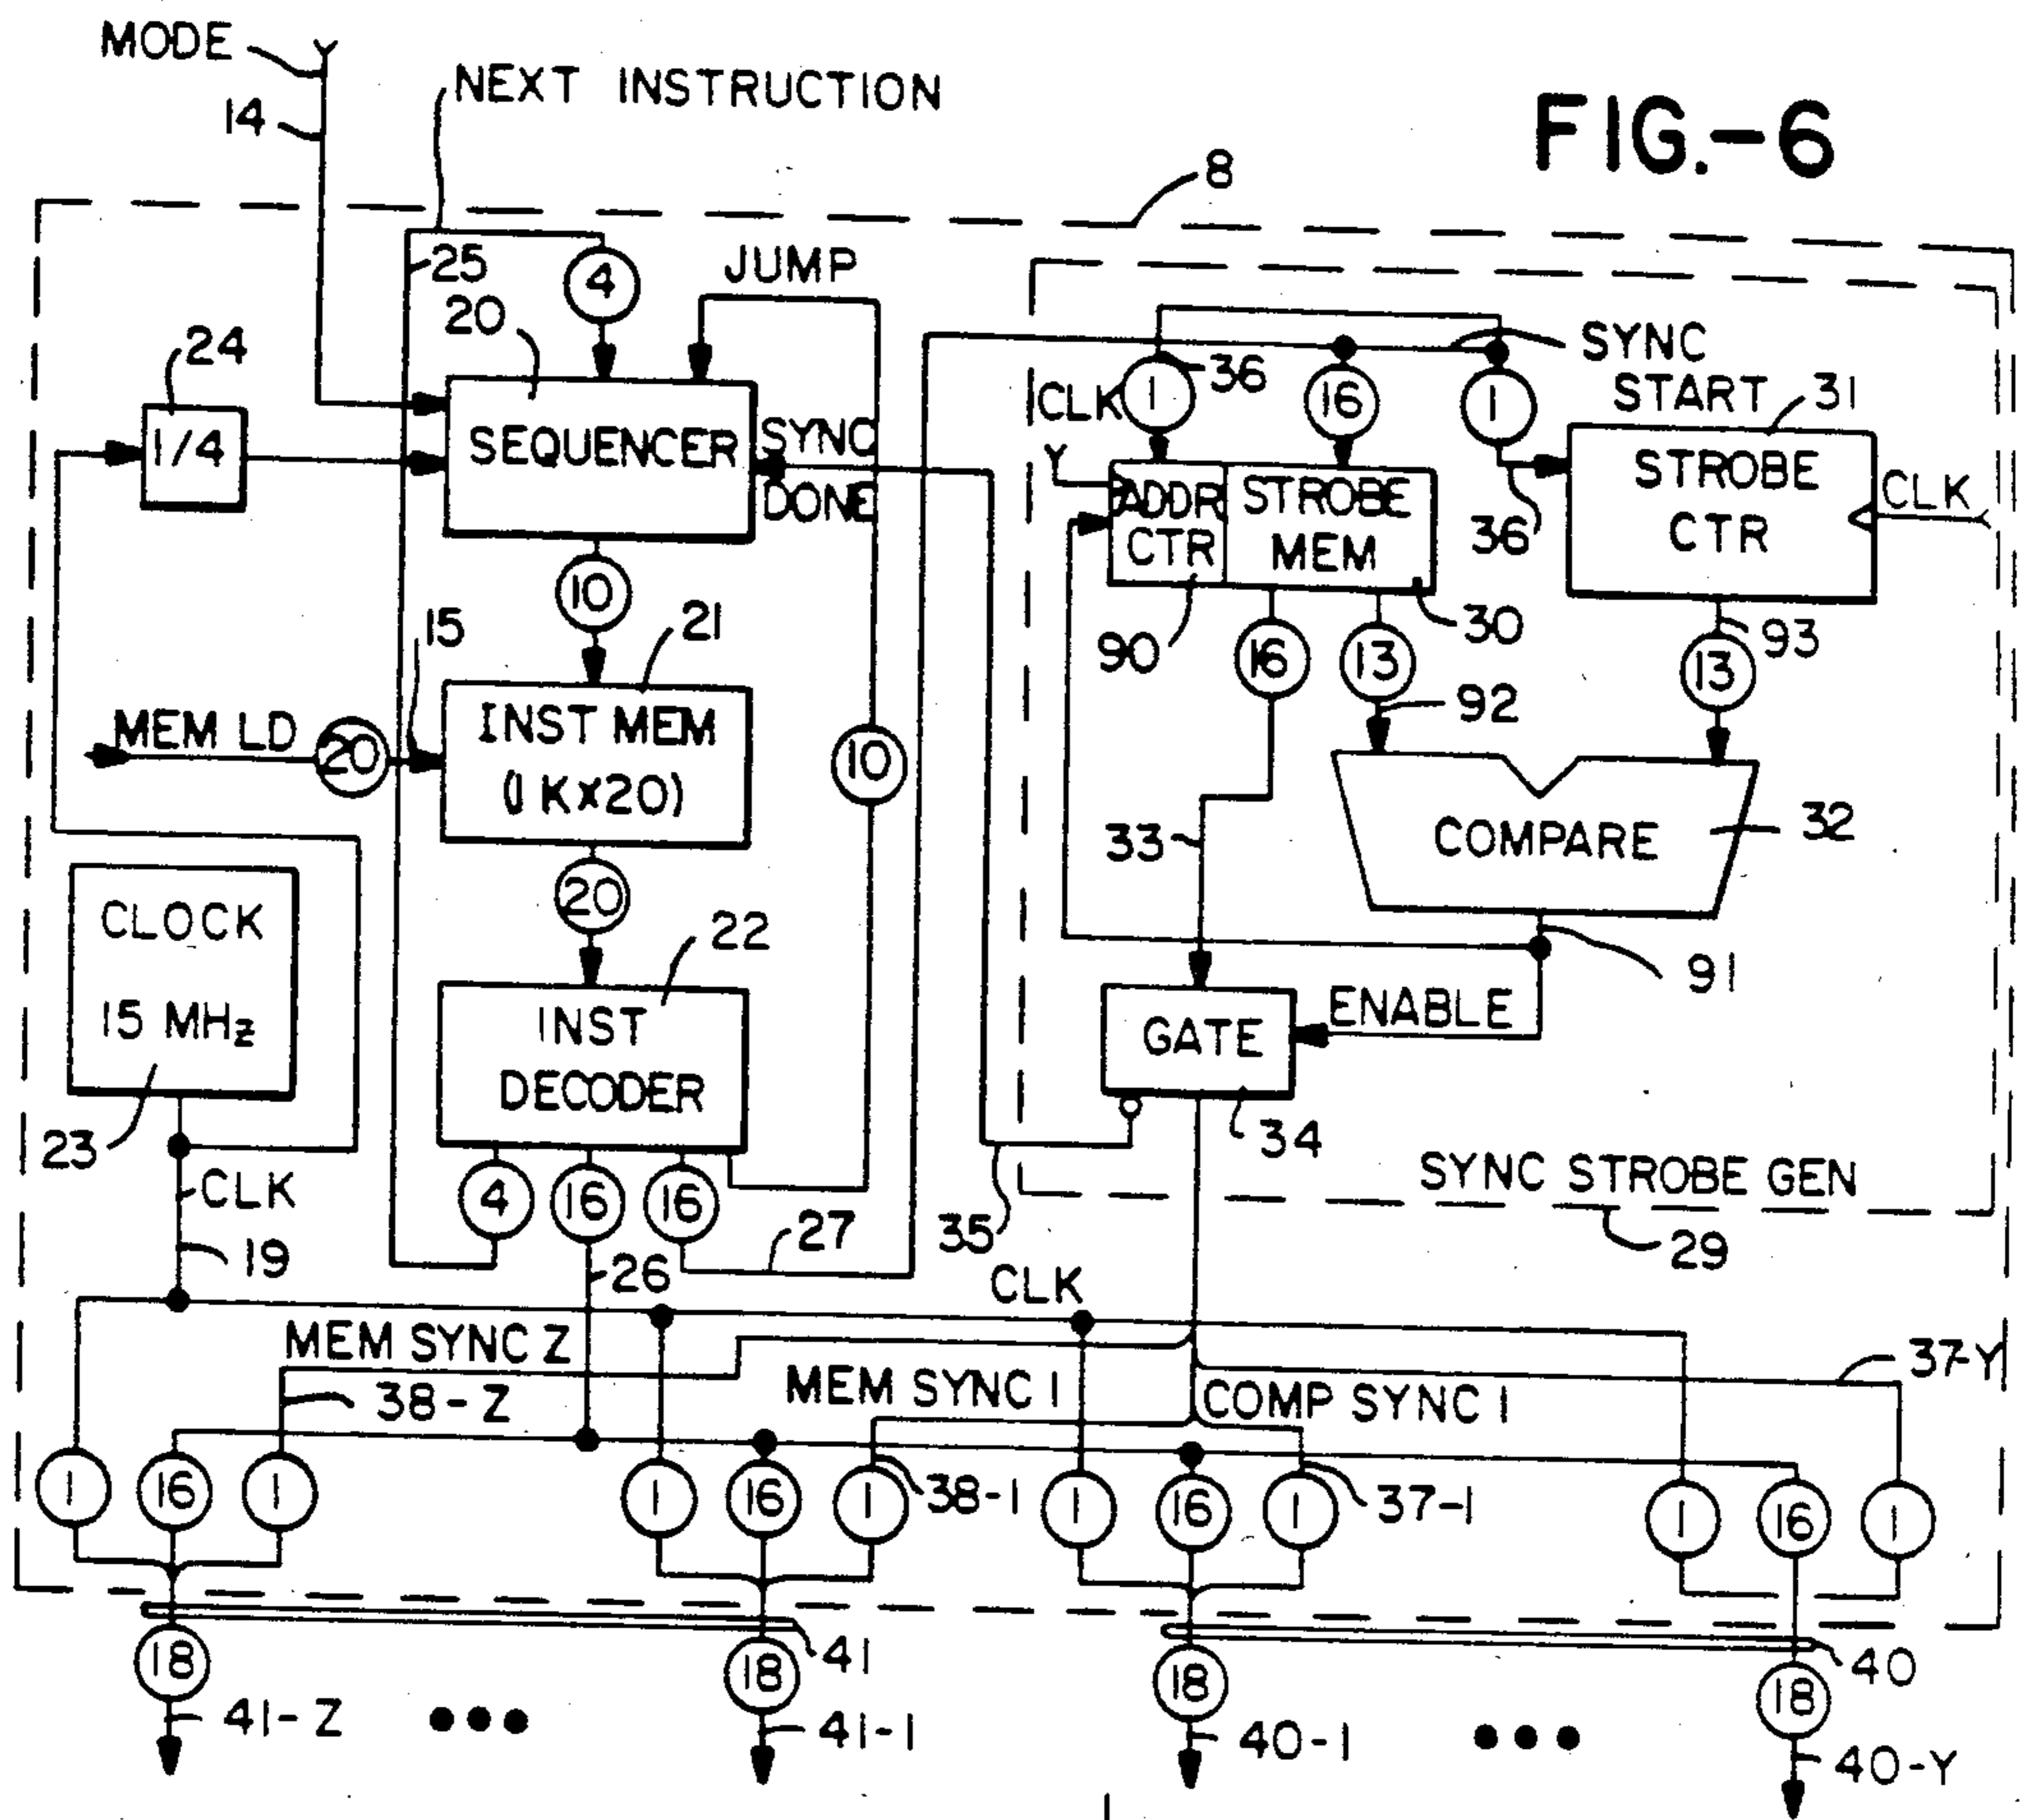 FIG.-6
MODE
14
NEXT INSTRUCTION
8
25
4
JUMP
20
24
1/4
SEQUENCER
SYNC
DONE
10
15
21
MEM LD
20
INST MEM
(1K×20)
10
20
22
CLOCK
15 MHz
23
INST
DECODER
4
16
16
CLK
19
26
27
35
SYNC
START
31
CLK
1
36
16
1
36
ADDR
CTR
STROBE
MEM
STROBE
CTR
CLK
90
16
13
30
92
93
13
33
COMPARE
32
91
ENABLE
GATE
34
SYNC STROBE GEN
29
CLK
MEM SYNC Z
38-Z
MEM SYNC 1
COMP SYNC 1
37-Y
1
16
1
1
16
1
38-1
1
16
1
37-1
1
16
1
41
40
18
18
18
18
41-Z
41-1
40-1
40-Y